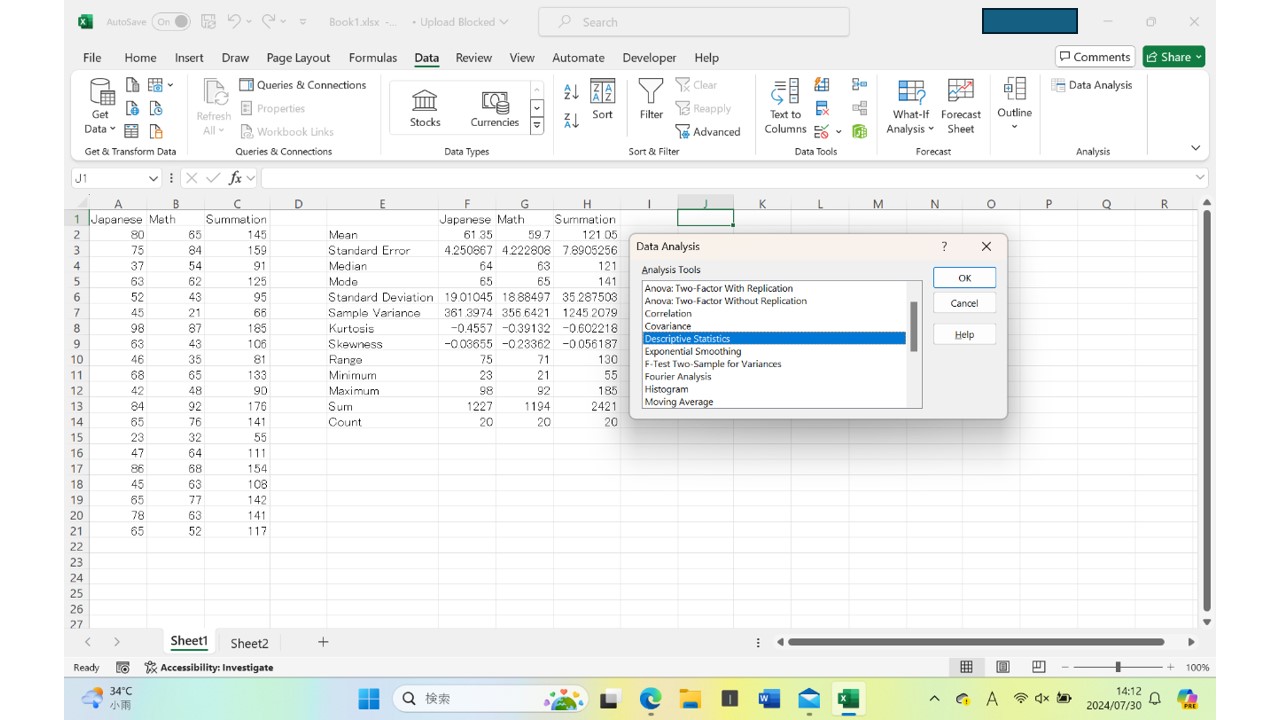 AutoSave On Book1.xlsx -... • Upload Blocked Search
File Home Insert Draw Page Layout Formulas Data Review View Automate Developer Help Comments Share
Get Data Refresh All Queries & Connections Properties Workbook Links Stocks Currencies Sort Filter Clear Reapply Advanced Text to Columns What-If Analysis Forecast Sheet Outline Data Analysis
Get & Transform Data Queries & Connections Data Types Sort & Filter Data Tools Forecast Analysis
J1 fx
A B C D E F G H I J K L M N O P Q R
1 Japanese Math Summation Japanese Math Summation
2 80 65 145 Mean 61.35 59.7 121.05
3 75 84 159 Standard Error 4.250867 4.222808 7.8905256
4 37 54 91 Median 64 63 121
5 63 62 125 Mode 65 65 141
6 52 43 95 Standard Deviation 19.01045 18.88497 35.287503
7 45 21 66 Sample Variance 361.3974 356.6421 1245.2079
8 98 87 185 Kurtosis -0.4557 -0.39132 -0.602218
9 63 43 106 Skewness -0.03655 -0.23362 -0.056187
10 46 35 81 Range 75 71 130
11 68 65 133 Minimum 23 21 55
12 42 48 90 Maximum 98 92 185
13 84 92 176 Sum 1227 1194 2421
14 65 76 141 Count 20 20 20
15 23 32 55
16 47 64 111
17 86 68 154
18 45 63 108
19 65 77 142
20 78 63 141
21 65 52 117
22
23
24
25
26
27
Data Analysis ?
Analysis Tools
Anova: Two-Factor With Replication
Anova: Two-Factor Without Replication
Correlation
Covariance
Descriptive Statistics
Exponential Smoothing
F-Test Two-Sample for Variances
Fourier Analysis
Histogram
Moving Average
OK
Cancel
Help
Sheet1 Sheet2
Ready Accessibility: Investigate 100%
34°C
小雨
検索
A
14:12
2024/07/30
PRE